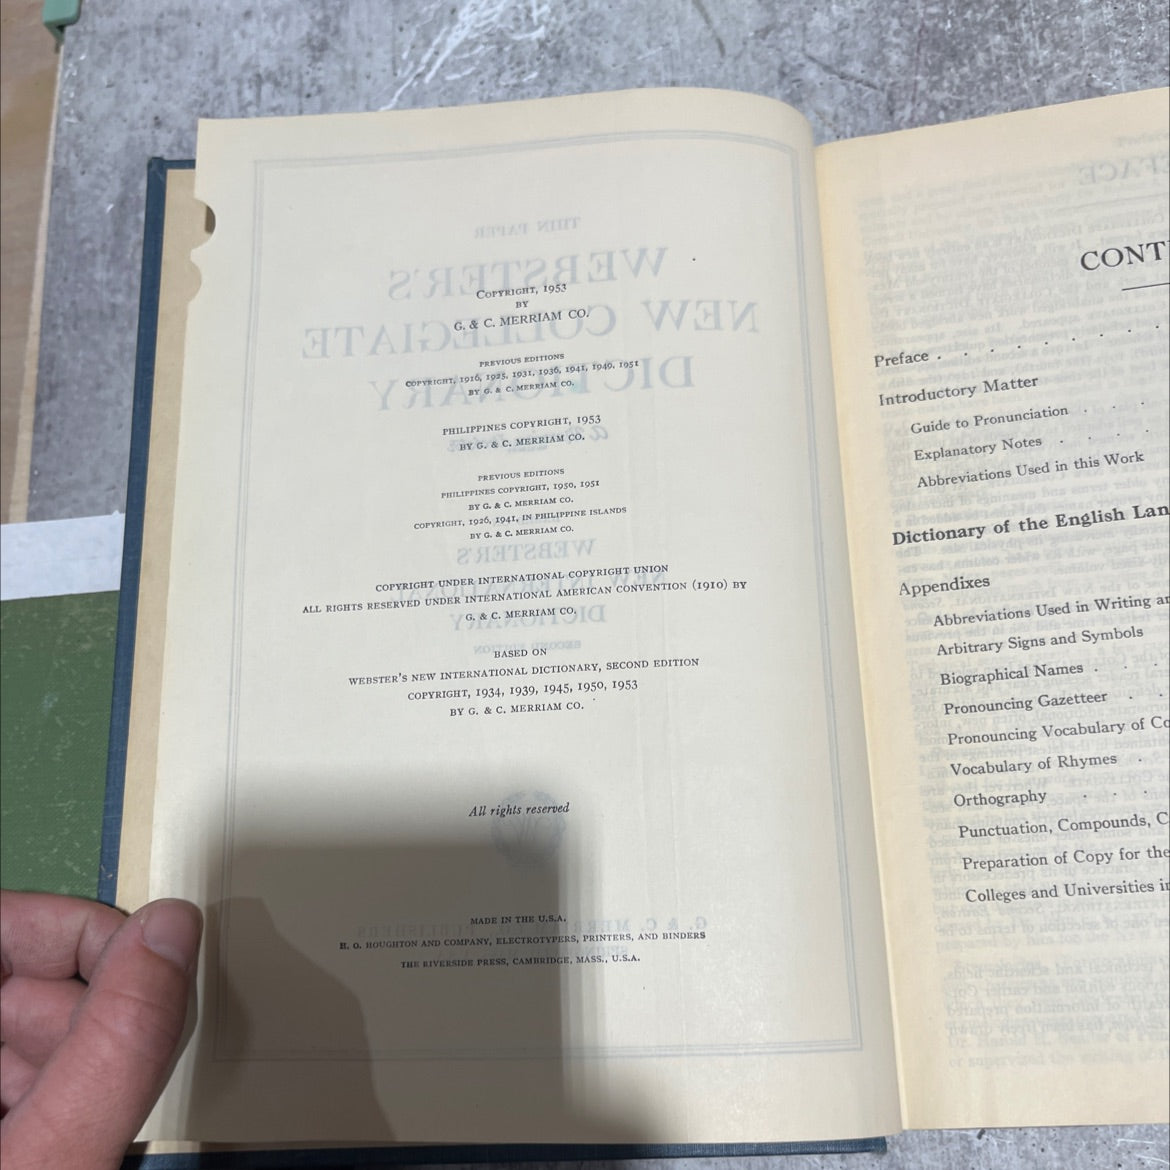 COPYRIGHT, 1953
BY
G. & C. MERRIAM CO.
PREVIOUS EDITIONS
COPYRIGHT, 1916, 1925, 1931, 1936, 1941, 1949, 1951
BY G. & C. MERRIAM CO.
PHILIPPINES COPYRIGHT, 1953
BY G. & C. MERRIAM CO.
PREVIOUS EDITIONS
PHILIPPINES COPYRIGHT, 1950, 1951
BY G. & C. MERRIAM CO.
COPYRIGHT, 1926, 1941, IN PHILIPPINE ISLANDS
BY G. & C. MERRIAM CO.
COPYRIGHT UNDER INTERNATIONAL COPYRIGHT UNION
ALL RIGHTS RESERVED UNDER INTERNATIONAL AMERICAN CONVENTION (1910) BY
G. & C. MERRIAM CO.
BASED ON
WEBSTER'S NEW INTERNATIONAL DICTIONARY, SECOND EDITION
COPYRIGHT, 1934, 1939, 1945, 1950, 1953
BY G. & C. MERRIAM CO.
All rights reserved
MADE IN THE U.S.A.
H. O. HOUGHTON AND COMPANY, ELECTROTYPERS, PRINTERS, AND BINDERS
THE RIVERSIDE PRESS, CAMBRIDGE, MASS., U.S.A.
CONT
Preface . . . . . .
Introductory Matter
Guide to Pronunciation . . .
Explanatory Notes . . . .
Abbreviations Used in this Work
Dictionary of the English Lan
Appendixes
Abbreviations Used in Writing an
Arbitrary Signs and Symbols
Biographical Names . . .
Pronouncing Gazetteer . .
Pronouncing Vocabulary of Co
Vocabulary of Rhymes .
Orthography . . .
Punctuation, Compounds, C
Preparation of Copy for the
Colleges and Universities in